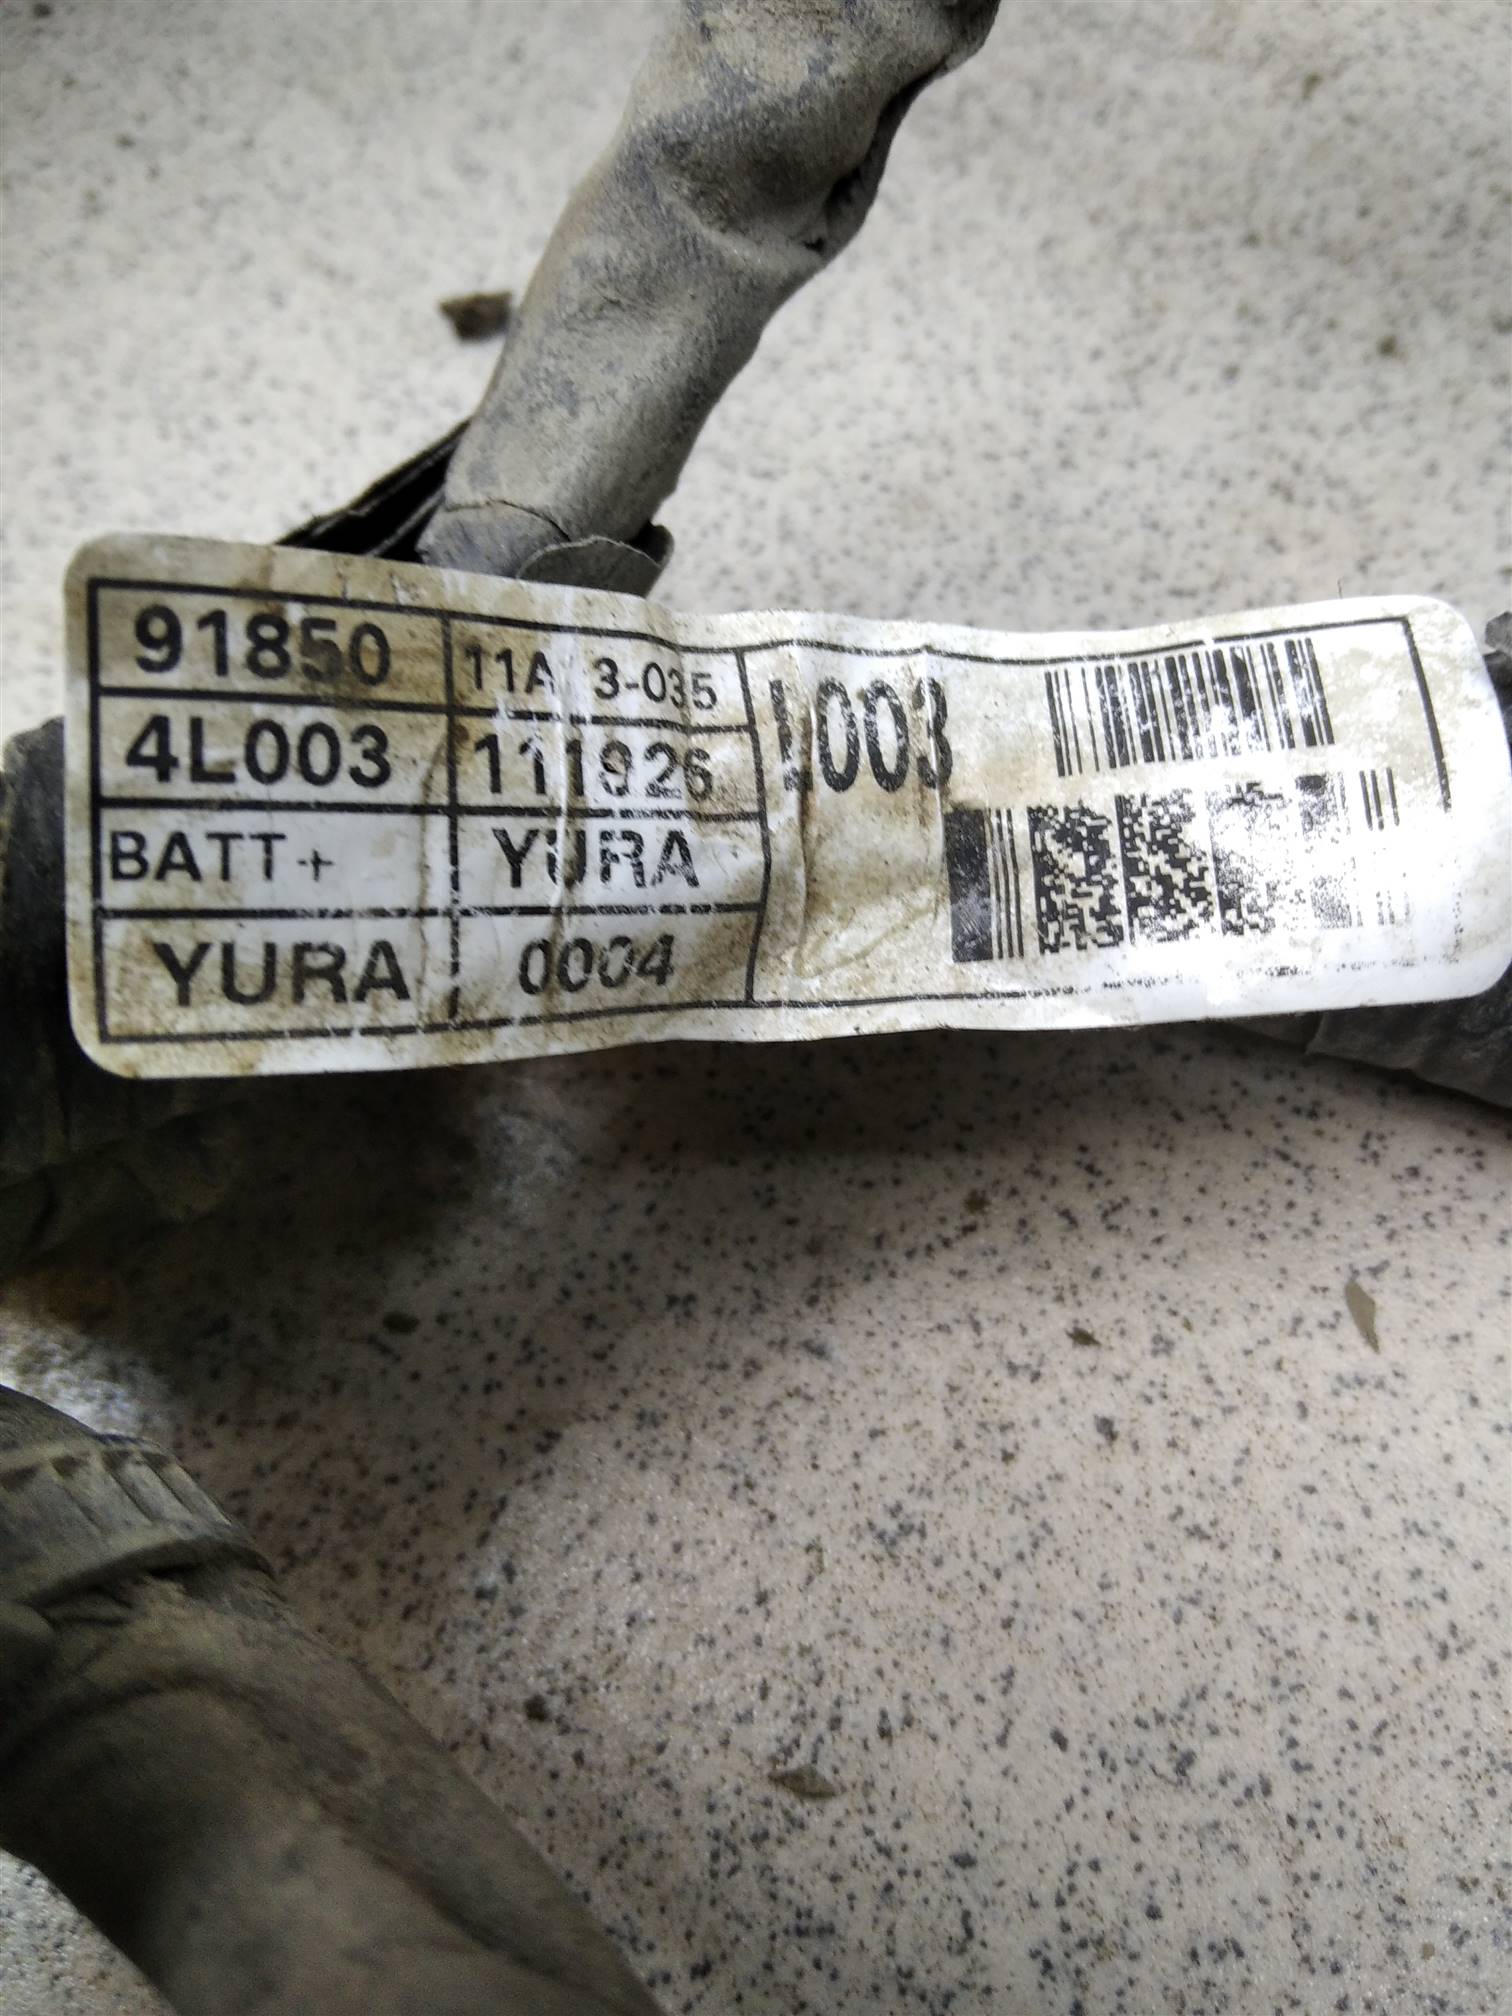 91850 11A 3-035
4L003 111926 L003
BATT+ YURA
YURA 0004